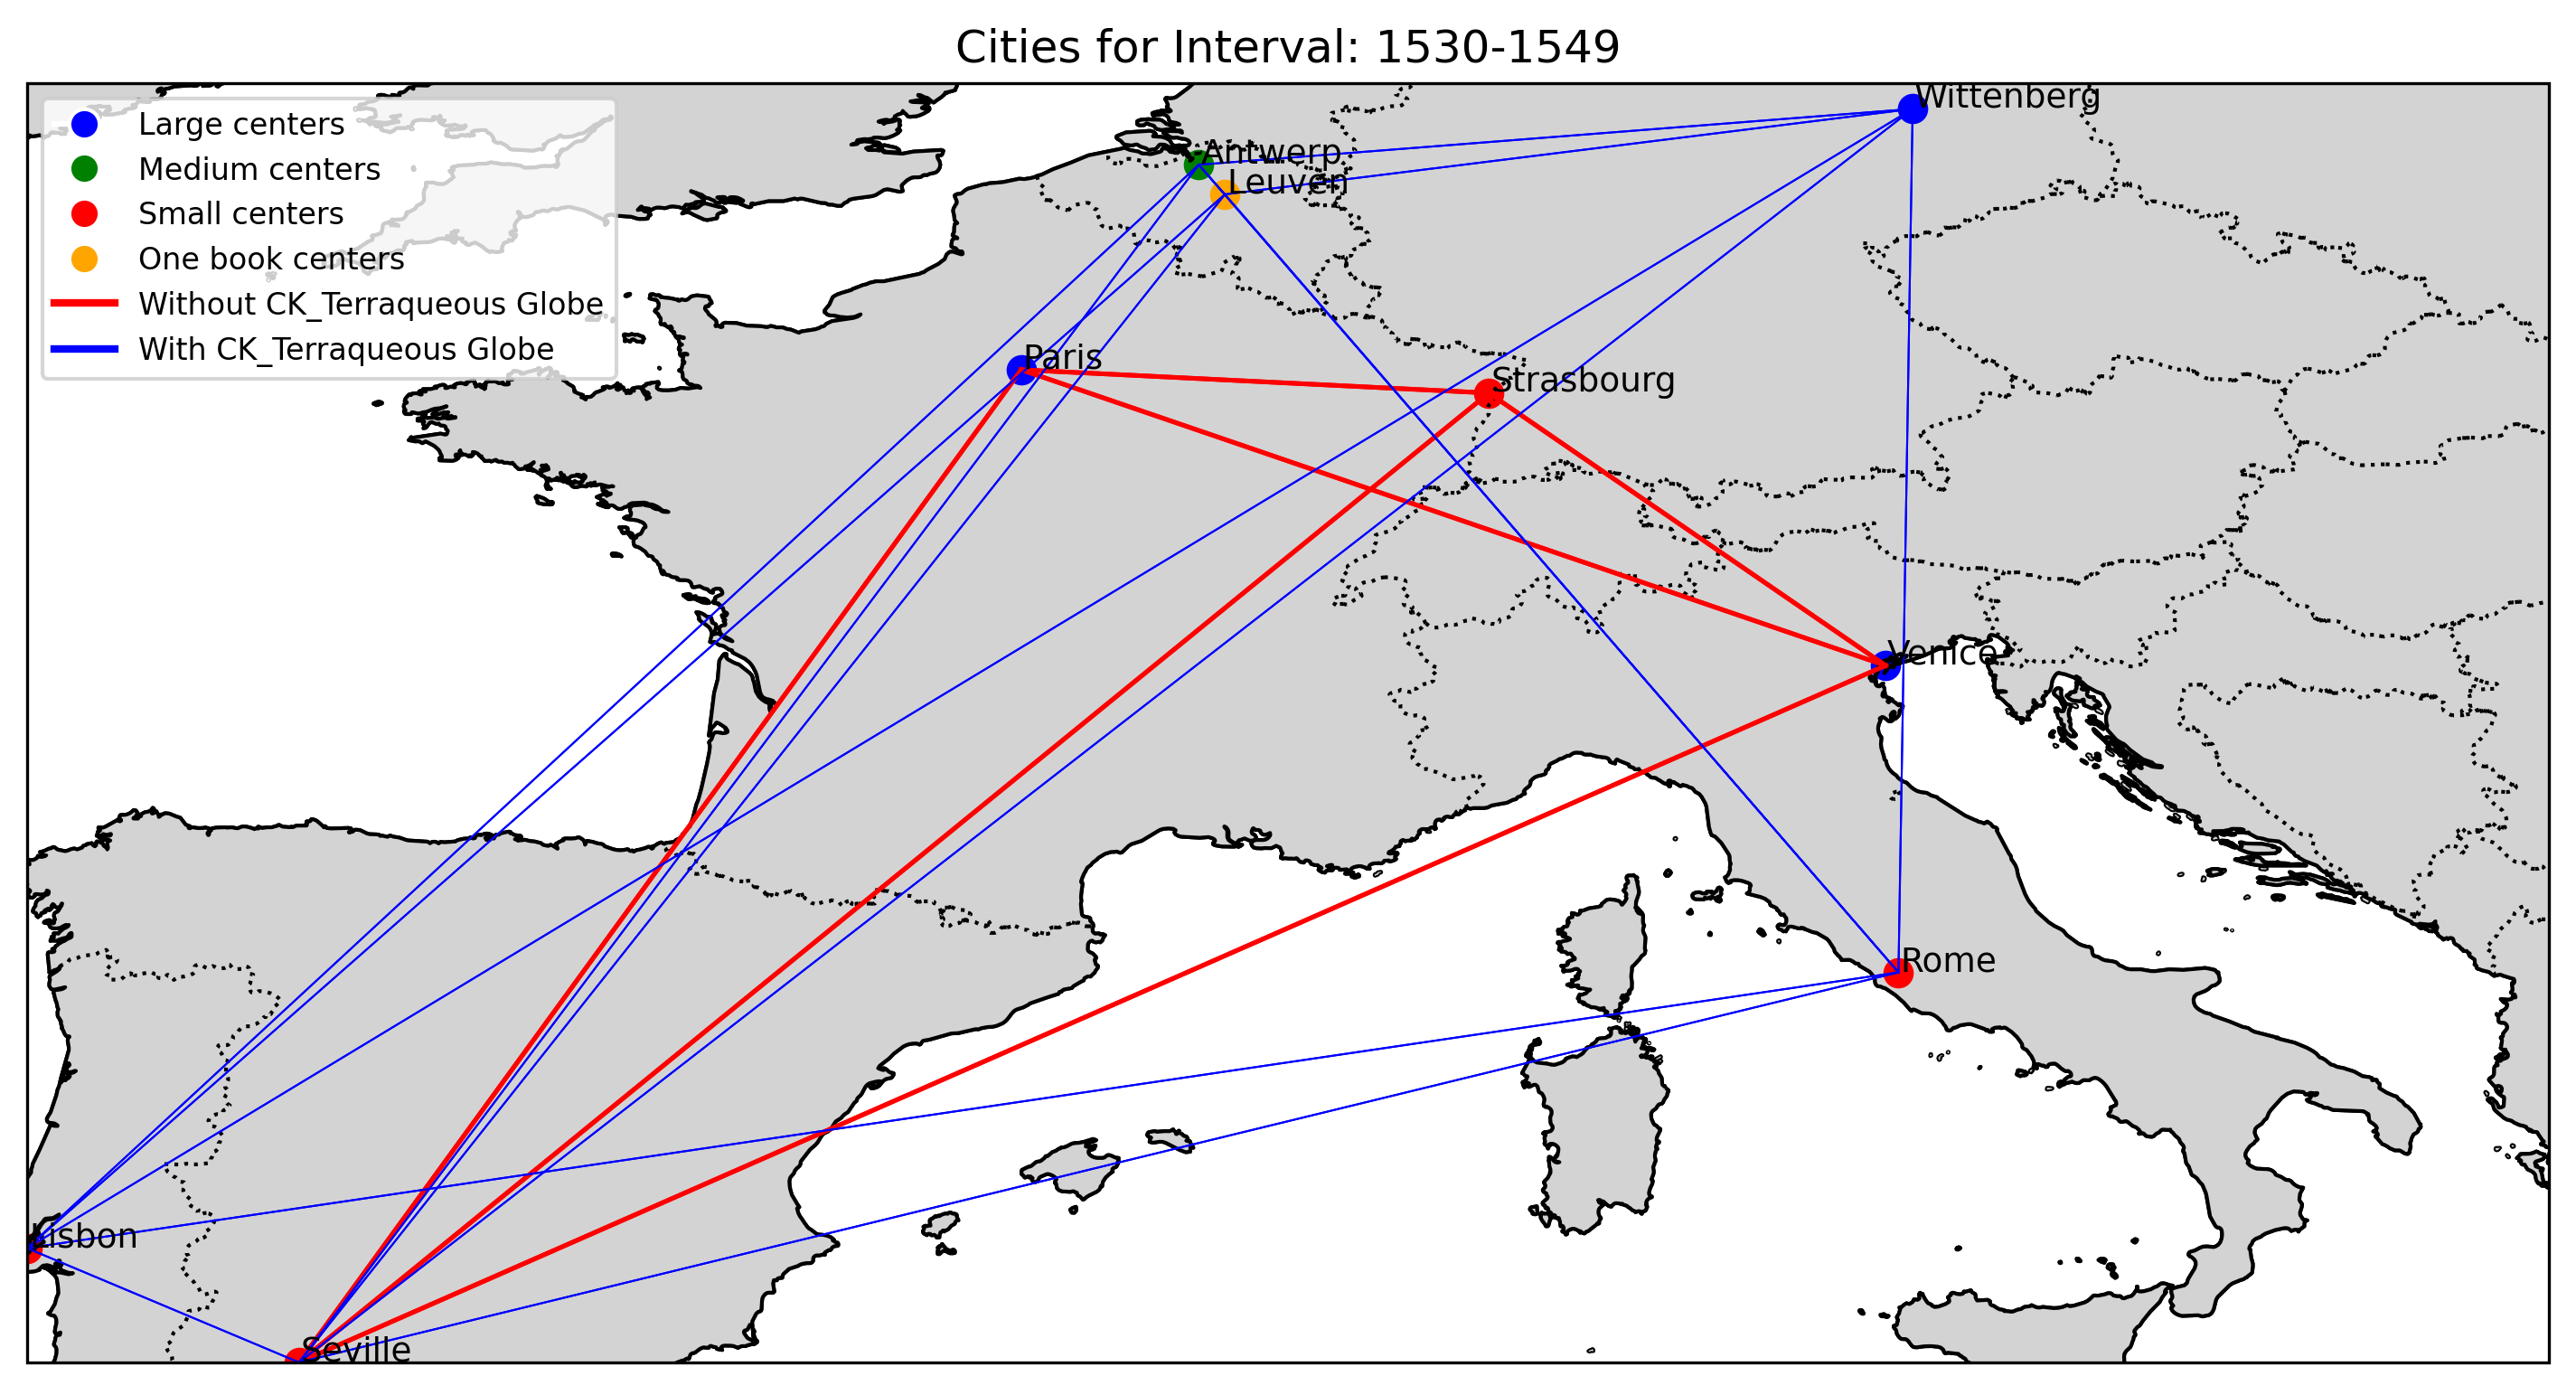 Cities for Interval: 1530-1549
Large centers
Medium centers
Small centers
One book centers
Without CK_Terraqueous Globe
With CK_Terraqueous Globe
Wittenberg
Antwerp
Leuven
Paris
Strasbourg
Venice
Rome
Lisbon
Seville